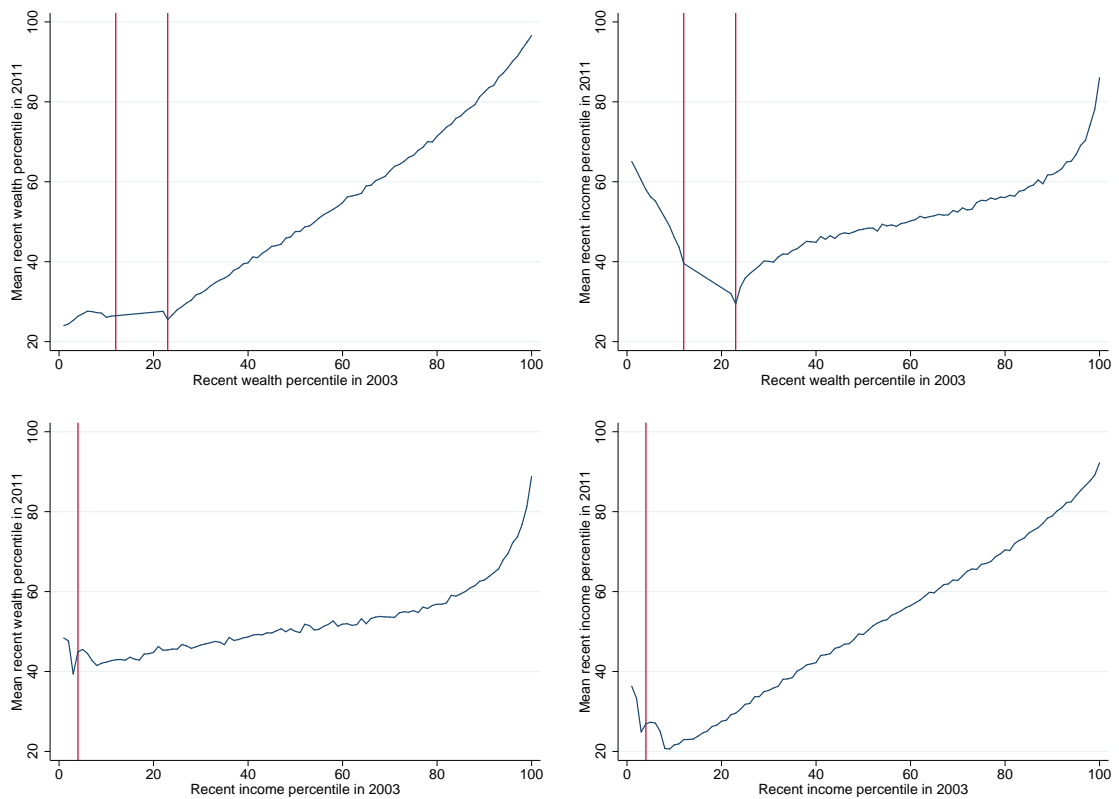 Mean recent wealth percentile in 2011
100
80
60
40
20
0 20 40 60 80 100
Recent wealth percentile in 2003
Mean recent income percentile in 2011
100
80
60
40
20
0 20 40 60 80 100
Recent wealth percentile in 2003
Mean recent wealth percentile in 2011
100
80
60
40
20
0 20 40 60 80 100
Recent income percentile in 2003
Mean recent income percentile in 2011
100
80
60
40
20
0 20 40 60 80 100
Recent income percentile in 2003